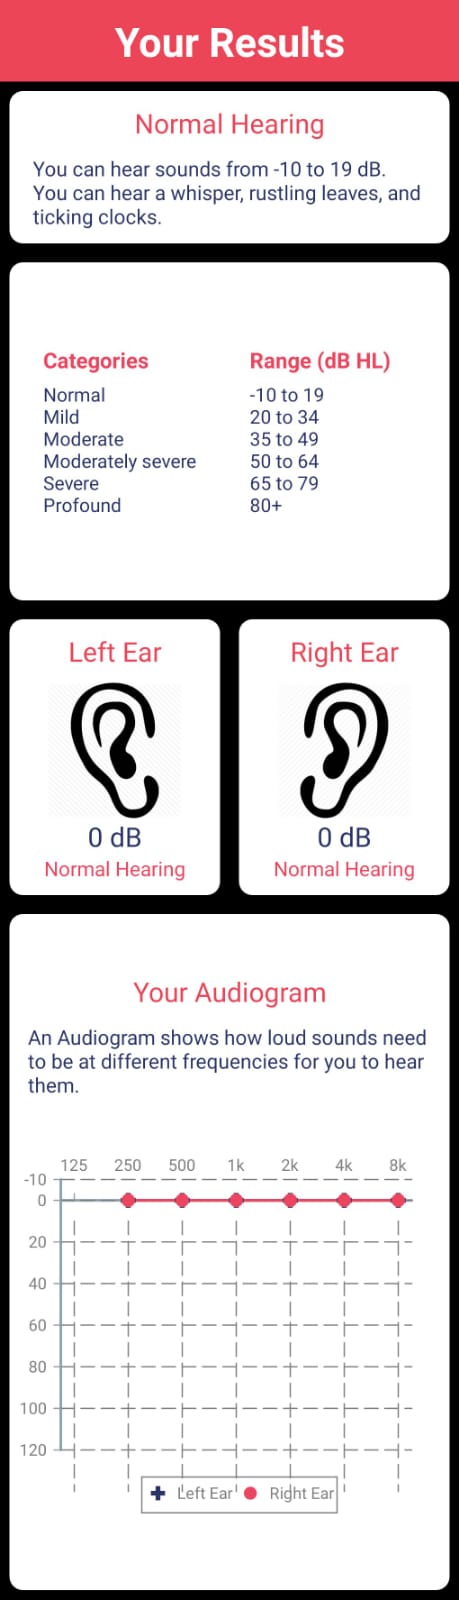 Your Results
Normal Hearing
You can hear sounds from -10 to 19 dB.
You can hear a whisper, rustling leaves, and
ticking clocks.
Categories Range (dB HL)
Normal -10 to 19
Mild 20 to 34
Moderate 35 to 49
Moderately severe 50 to 64
Severe 65 to 79
Profound 80+
Left Ear
0 dB
Normal Hearing
Right Ear
0 dB
Normal Hearing
Your Audiogram
An Audiogram shows how loud sounds need
to be at different frequencies for you to hear
them.
125 250 500 1k 2k 4k 8k
-10
0
20
40
60
80
100
120
Left Ear Right Ear